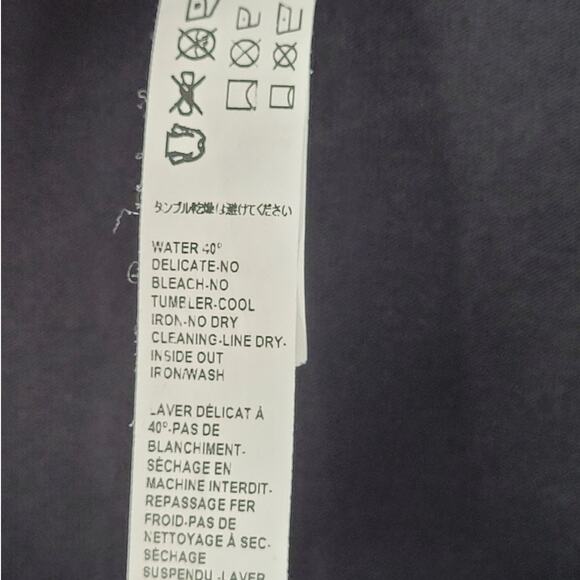 タンブル乾燥は避けてください
WATER 40°
DELICATE-NO
BLEACH-NO
TUMBLER-COOL
IRON-NO DRY
CLEANING-LINE DRY-
INSIDE OUT
IRON/WASH
LAVER DÉLICAT À
40°-PAS DE
BLANCHIMENT-
SÉCHAGE EN
MACHINE INTERDIT-
REPASSAGE FER
FROID-PAS DE
NETTOYAGE À SEC-
SÉCHAGE
SUSPENDU -LAVER